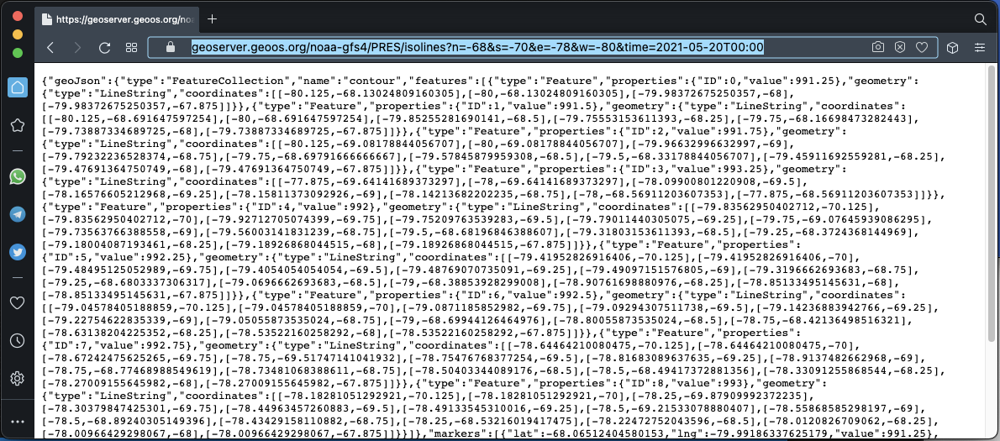 https://geoserver.geoos.org/noa
geoserver.geoos.org/noaa-gfs4/PRES/isolines?n=-68&s=-70&e=-78&w=-80&time=2021-05-20T00:00
{"geoJson":{"type":"FeatureCollection","name":"contour","features":[{"type":"Feature","properties":{"ID":0,"value":991.25},"geometry":
{"type":"LineString","coordinates":[[-80.125,-68.13024809160305],[-80,-68.13024809160305],[-79.98372675250357,-68],
[-79.98372675250357,-67.875]]}},{"type":"Feature","properties":{"ID":1,"value":991.5},"geometry":{"type":"LineString","coordinates":
[[-80.125,-68.691647597254],[-80,-68.691647597254],[-79.85255281690141,-68.5],[-79.75553153611393,-68.25],[-79.75,-68.16698473282443],
[-79.73887334689725,-68],[-79.73887334689725,-67.875]]}},{"type":"Feature","properties":{"ID":2,"value":991.75},"geometry":
{"type":"LineString","coordinates":[[-80.125,-69.08178844056707],[-80,-69.08178844056707],[-79.96632996632997,-69],
[-79.79232236528374,-68.75],[-79.75,-68.697916666666667],[-79.57845879959308,-68.5],[-79.5,-68.33178844056707],[-79.45911692559281,-68.25],
[-79.47691364750749,-68],[-79.47691364750749,-67.875]]}},{"type":"Feature","properties":{"ID":3,"value":993.25},"geometry":
{"type":"LineString","coordinates":[[-77.875,-69.64141689373297],[-78,-69.64141689373297],[-78.09900801220908,-69.5],
[-78.16576605212968,-69.25],[-78.15811373092926,-69],[-78.14213682202235,-68.75],[-78,-68.56911203607353],[-77.875,-68.56911203607353]]}},
{"type":"Feature","properties":{"ID":4,"value":992},"geometry":{"type":"LineString","coordinates":[[-79.83562950402712,-70.125],
[-79.83562950402712,-70],[-79.92712705074399,-69.75],[-79.75209763539283,-69.5],[-79.79011440305075,-69.25],[-79.75,-69.07645939086295],
[-79.73563766388558,-69],[-79.56003141831239,-68.75],[-79.5,-68.68196846388607],[-79.31803153611393,-68.5],[-79.25,-68.3724368144969],
[-79.18004087193461,-68.25],[-79.18926868044515,-68],[-79.18926868044515,-67.875]]}},{"type":"Feature","properties":
{"ID":5,"value":992.25},"geometry":{"type":"LineString","coordinates":[[-79.41952826916406,-70.125],[-79.41952826916406,-70],
[-79.48495125052989,-69.75],[-79.4054054054054,-69.5],[-79.48769070735091,-69.25],[-79.49097151576805,-69],[-79.3196662693683,-68.75],
[-79.25,-68.6803337306317],[-79.0696662693683,-68.5],[-79,-68.38853928299008],[-78.90761698880976,-68.25],[-78.85133495145631,-68],
[-78.85133495145631,-67.875]]}},{"type":"Feature","properties":{"ID":6,"value":992.5},"geometry":{"type":"LineString","coordinates":
[[-79.04578405188859,-70.125],[-79.04578405188859,-70],[-79.0871185852982,-69.75],[-79.09294307511738,-69.5],[-79.14236883942766,-69.25],
[-79.22754622835339,-69],[-79.05055873535024,-68.75],[-79,-68.69944126464976],[-78.80055873535024,-68.5],[-78.75,-68.42136498516321],
[-78.63138204225352,-68.25],[-78.53522160258292,-68],[-78.53522160258292,-67.875]]}},{"type":"Feature","properties":
{"ID":7,"value":992.75},"geometry":{"type":"LineString","coordinates":[[-78.64464210080475,-70.125],[-78.64464210080475,-70],
[-78.67242475625265,-69.75],[-78.75,-69.51747141041932],[-78.75476768377254,-69.5],[-78.81683089637635,-69.25],[-78.9137482662968,-69],
[-78.75,-68.77468988549619],[-78.73481068388611,-68.75],[-78.50403344089176,-68.5],[-78.5,-68.49417372881356],[-78.33091255868544,-68.25],
[-78.27009155645982,-68],[-78.27009155645982,-67.875]]}},{"type":"Feature","properties":{"ID":8,"value":993},"geometry":
{"type":"LineString","coordinates":[[-78.18281051292921,-70.125],[-78.18281051292921,-70],[-78.25,-69.87909992372235],
[-78.30379847425301,-69.75],[-78.44963457260883,-69.5],[-78.49133545310016,-69.25],[-78.5,-69.21533078880407],[-78.55868585298197,-69],
[-78.5,-68.89240305149396],[-78.43429158110882,-68.75],[-78.25,-68.53216019417475],[-78.22472752043596,-68.5],[-78.0120826709062,-68.25],
[-78.00966429298067,-68],[-78.00966429298067,-67.875]]}}]},"markers":[{"lat":-68.06512404580153,"lng":-79.99186337625179,"value":991.25},